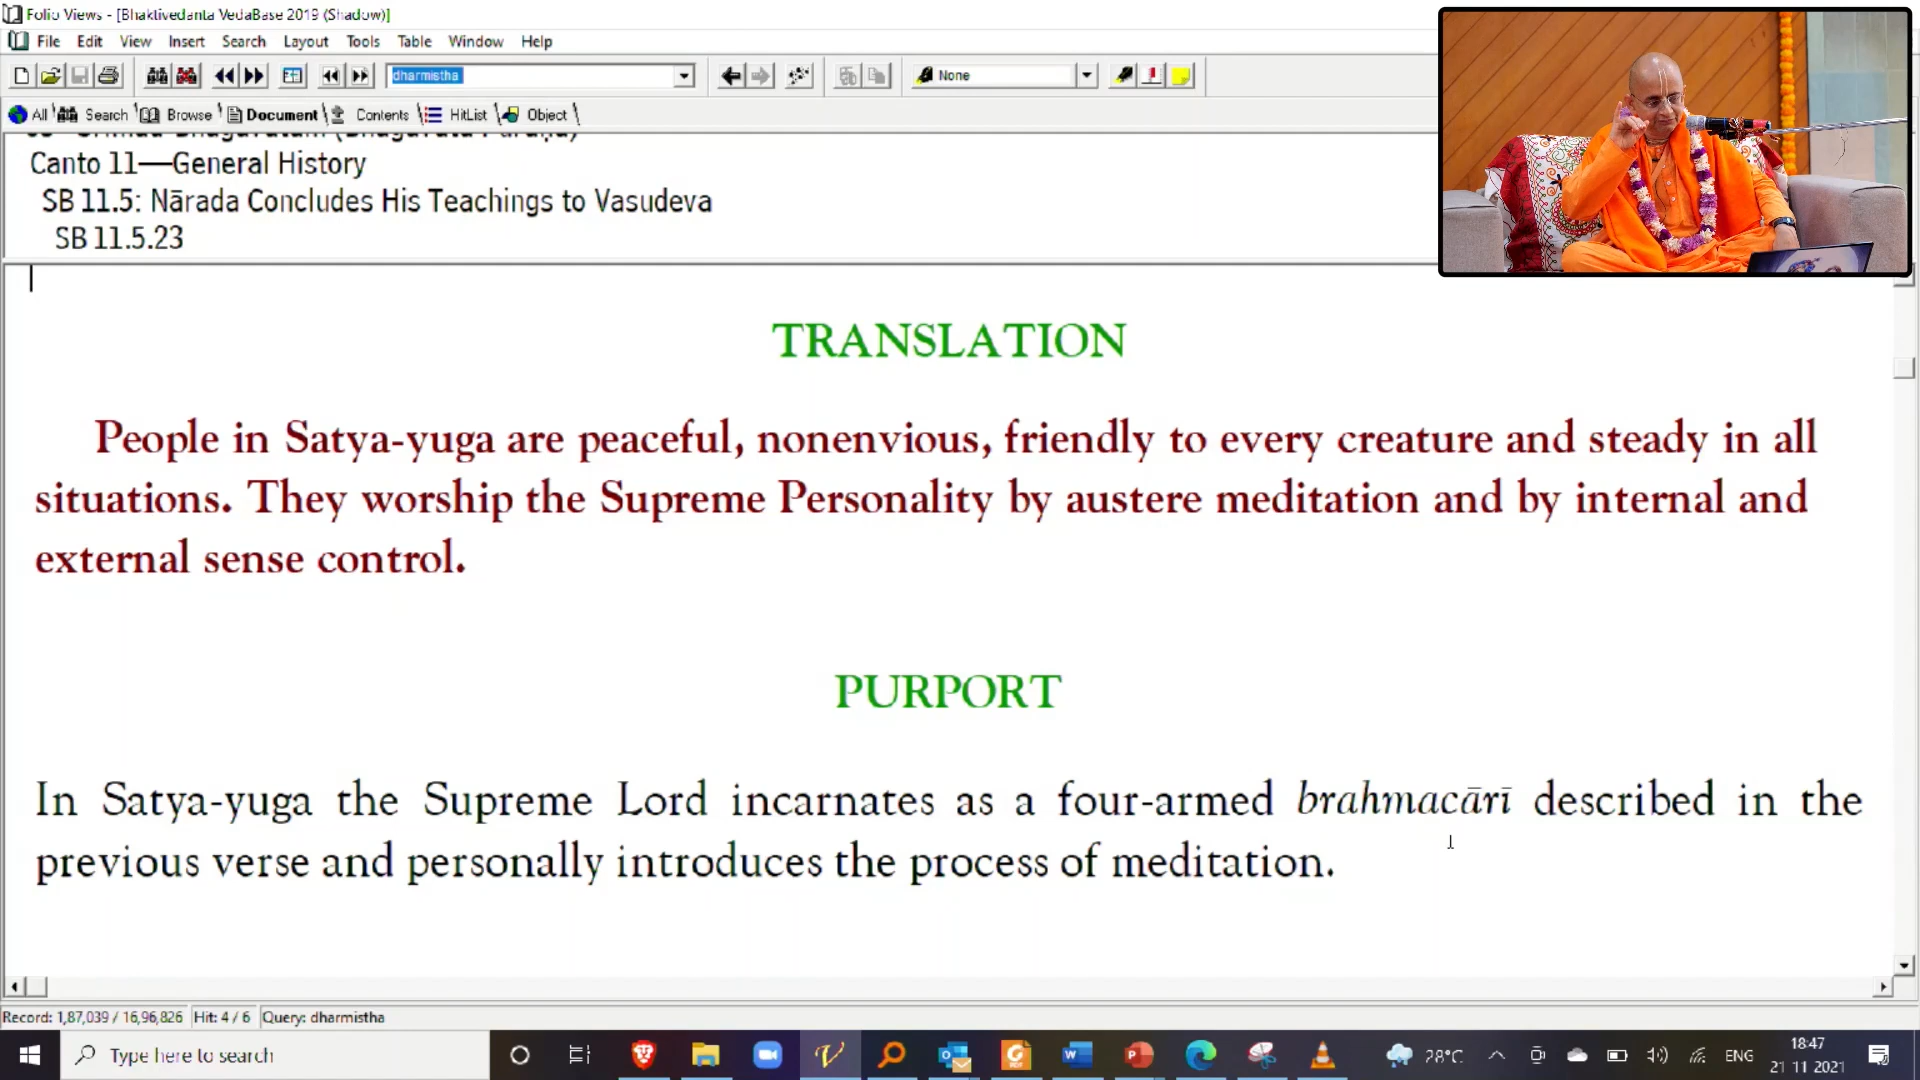 Folio Views - [Bhaktivedanta VedaBase 2019 (Shadow)]
File Edit View Insert Search Layout Tools Table Window Help
dharmistha
None
All Search Browse Document Contents HitList Object
Canto 11—General History
SB 11.5: Nārada Concludes His Teachings to Vasudeva
SB 11.5.23
TRANSLATION
People in Satya-yuga are peaceful, nonenvious, friendly to every creature and steady in all
situations. They worship the Supreme Personality by austere meditation and by internal and
external sense control.
PURPORT
In Satya-yuga the Supreme Lord incarnates as a four-armed brahmacārī described in the
previous verse and personally introduces the process of meditation.
Record: 1,87,039 / 16,96,826 Hit: 4 / 6 Query: dharmistha
Type here to search
28°C
ENG
18:47
21-11-2021